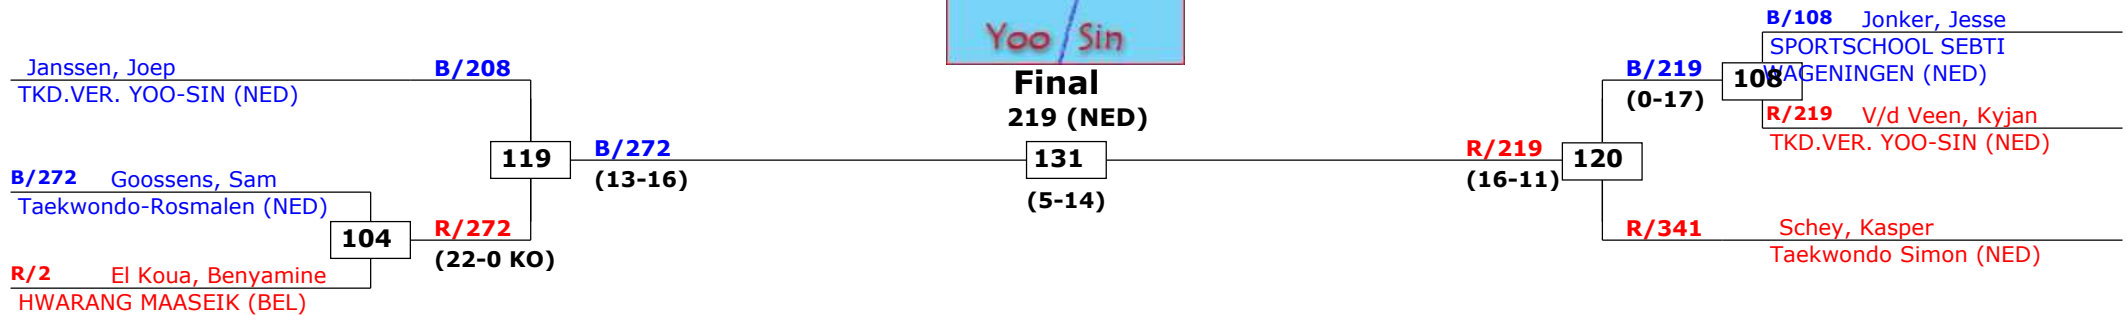 Yoo / Sin
Final
219 (NED)
Janssen, Joep
B/208
TKD.VER. YOO-SIN (NED)
119
B/272
(13-16)
B/272 Goossens, Sam
Taekwondo-Rosmalen (NED)
104
R/272
(22-0 KO)
R/2 El Koua, Benyamine
HWARANG MAASEIK (BEL)
131
(5-14)
R/219
(16-11)
120
B/219
(0-17)
108
B/108 Jonker, Jesse
SPORTSCHOOL SEBTI
WAGENINGEN (NED)
R/219 V/d Veen, Kyjan
TKD.VER. YOO-SIN (NED)
R/341
Schey, Kasper
Taekwondo Simon (NED)